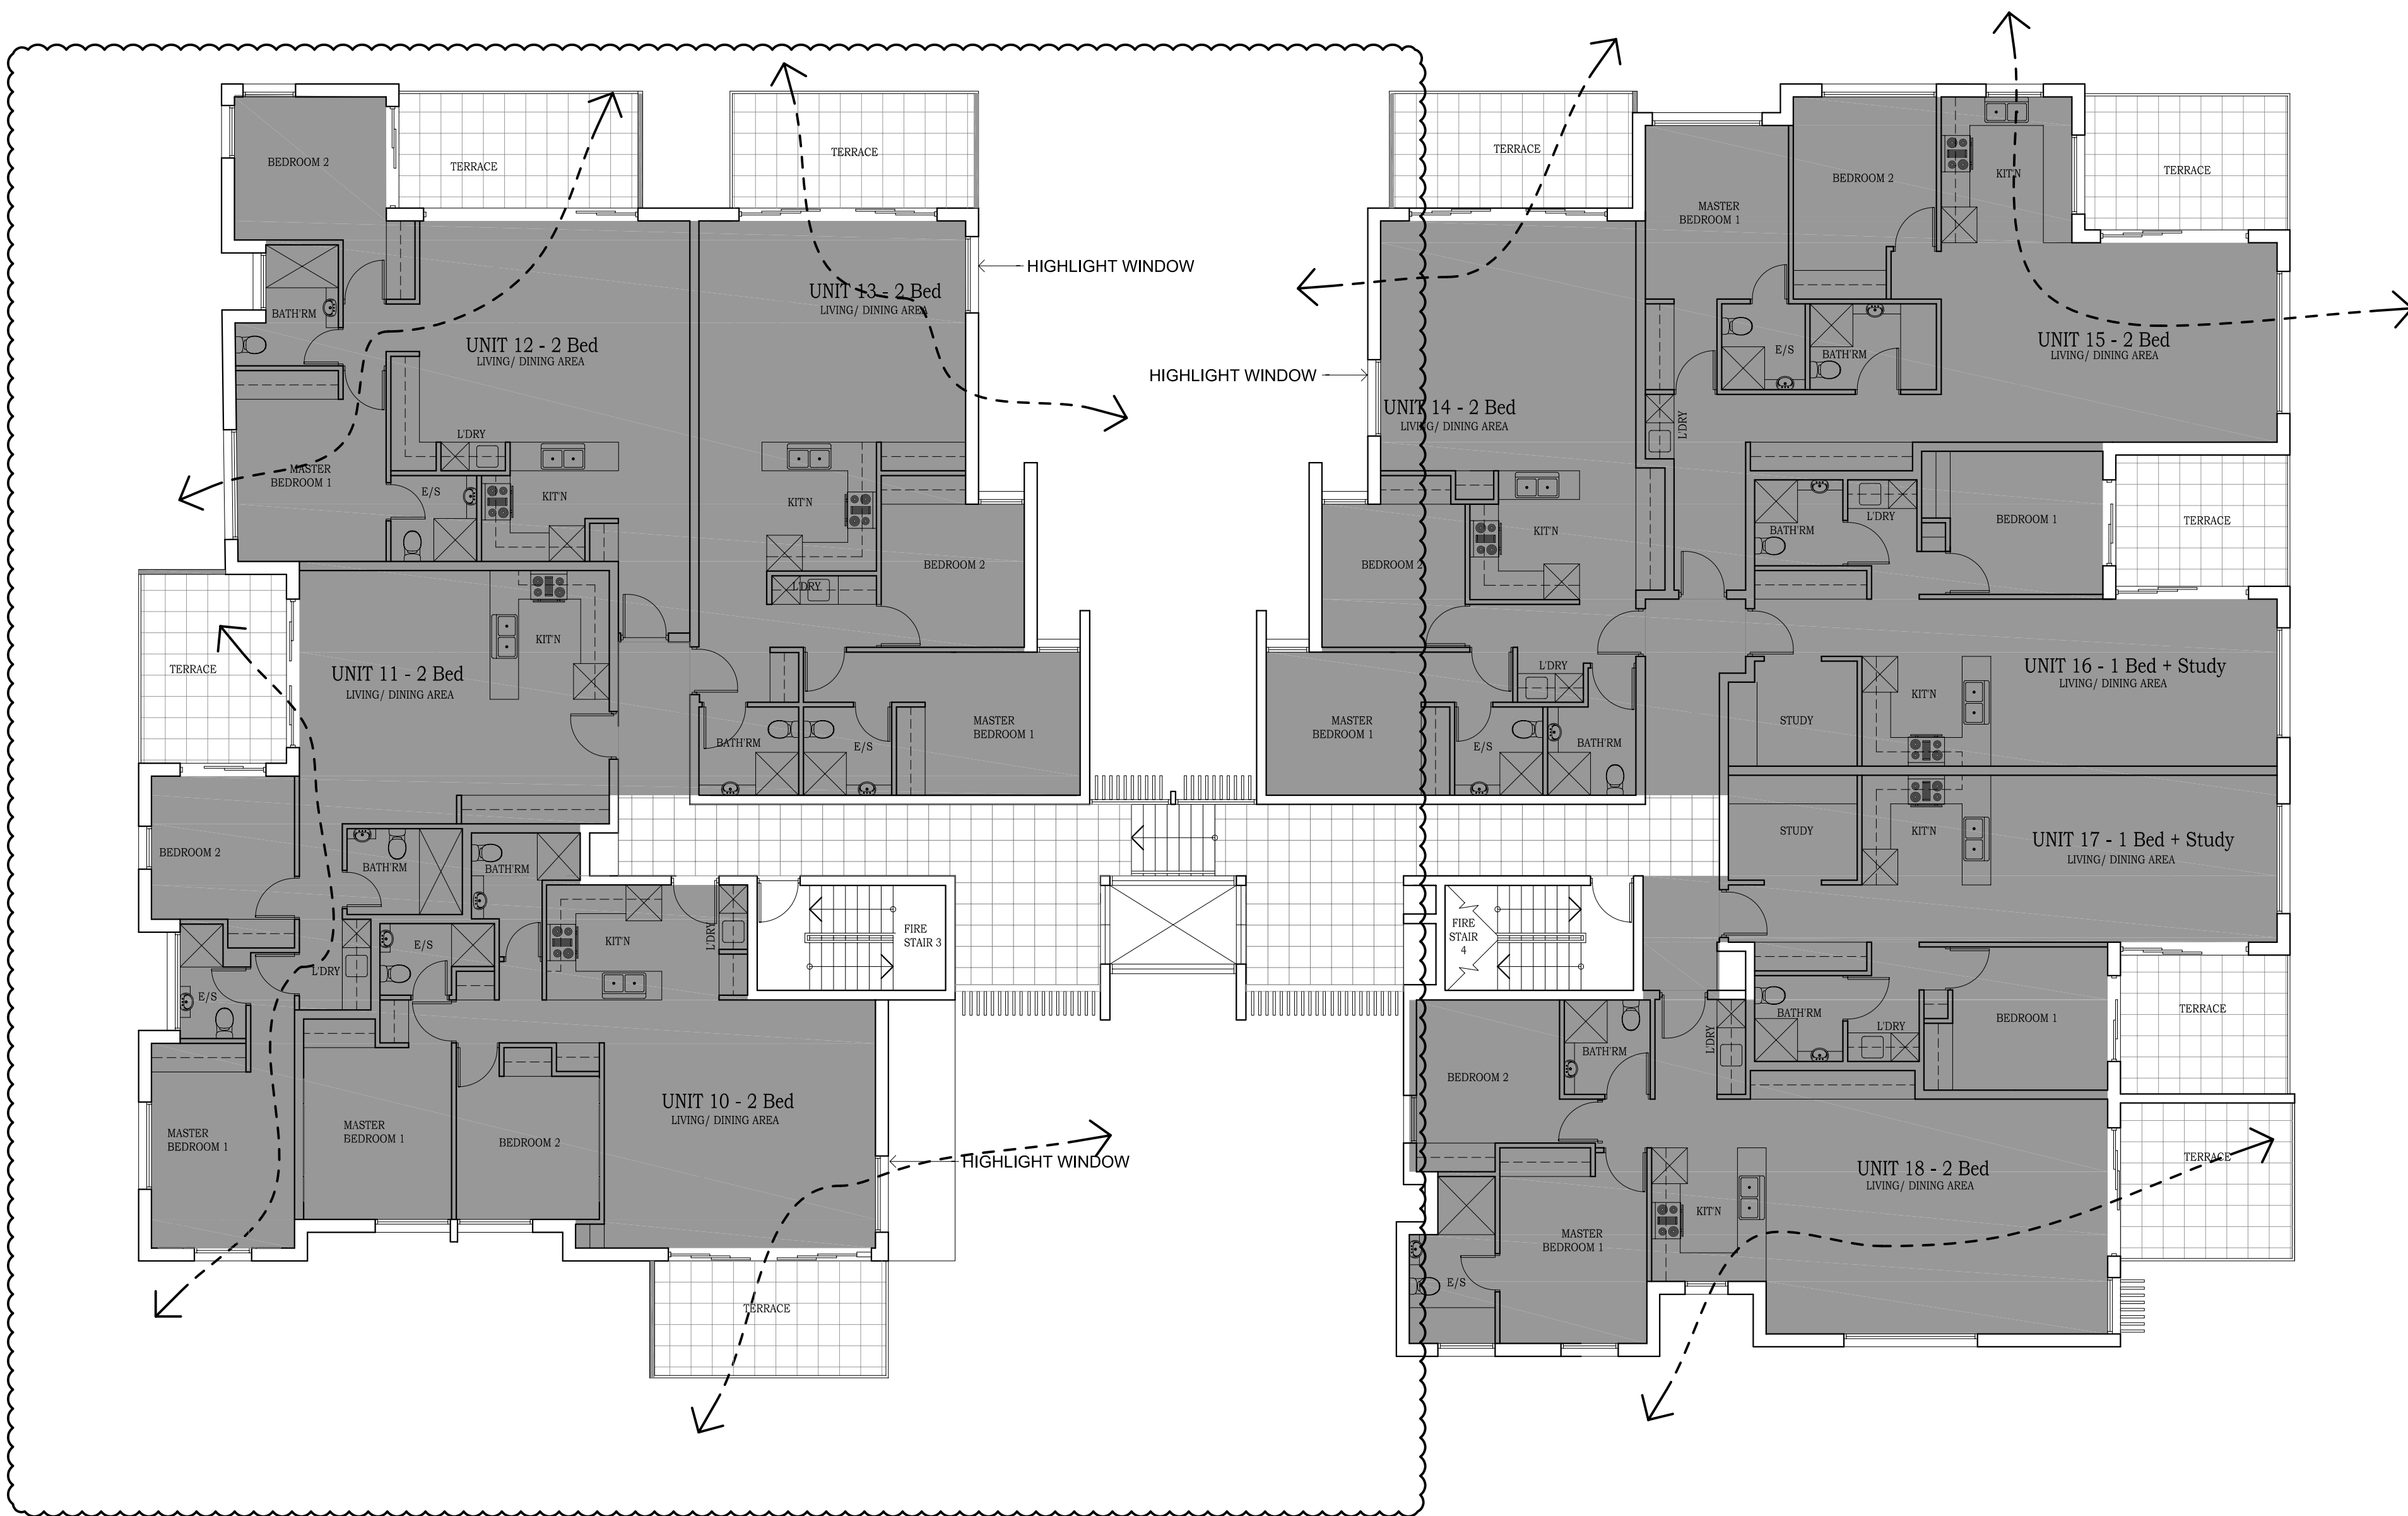 BEDROOM 2
TERRACE
BATH'RM
UNIT 12 - 2 Bed
LIVING/ DINING AREA
L'DRY
MASTER
BEDROOM 1
E/S
KIT'N
TERRACE
HIGHLIGHT WINDOW
UNIT 13 - 2 Bed
LIVING/ DINING AREA
KIT'N
BEDROOM 2
L'DRY
MASTER
BEDROOM 1
BATH'RM
E/S
TERRACE
UNIT 11 - 2 Bed
LIVING/ DINING AREA
KIT'N
BEDROOM 2
BATH'RM
L'DRY
E/S
MASTER
BEDROOM 1
BATH'RM
E/S
KIT'N
L'DRY
FIRE
STAIR 3
MASTER
BEDROOM 1
BEDROOM 2
UNIT 10 - 2 Bed
LIVING/ DINING AREA
HIGHLIGHT WINDOW
TERRACE
TERRACE
HIGHLIGHT WINDOW
UNIT 14 - 2 Bed
LIVING/ DINING AREA
KIT'N
BEDROOM 2
L'DRY
MASTER
BEDROOM 1
E/S
BATH'RM
MASTER
BEDROOM 1
BEDROOM 2
KIT'N
TERRACE
E/S
BATH'RM
UNIT 15 - 2 Bed
LIVING/ DINING AREA
L'DRY
BATH'RM
L'DRY
BEDROOM 1
TERRACE
UNIT 16 - 1 Bed + Study
LIVING/ DINING AREA
KIT'N
STUDY
STUDY
KIT'N
UNIT 17 - 1 Bed + Study
LIVING/ DINING AREA
FIRE
STAIR
4
BATH'RM
L'DRY
BEDROOM 1
TERRACE
BEDROOM 2
BATH'RM
L'DRY
UNIT 18 - 2 Bed
LIVING/ DINING AREA
TERRACE
KIT'N
MASTER
BEDROOM 1
E/S